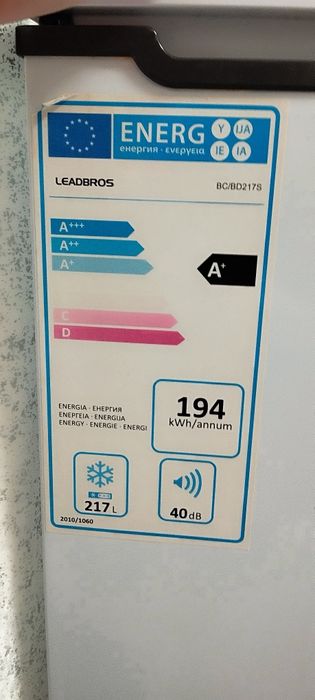 ENERG Y IJA
енергия · ενεργεια IE IA
LEADBROS BC/BD217S
A+++
A++
A+
A+
C
D
ENERGIA · ЕНЕРГИЯ
ΕΝΕΡΓΕΙΑ · ENERGIJA
ENERGY · ENERGIE · ENERGI
194
kWh/annum
217 L
40 dB
2010/1060